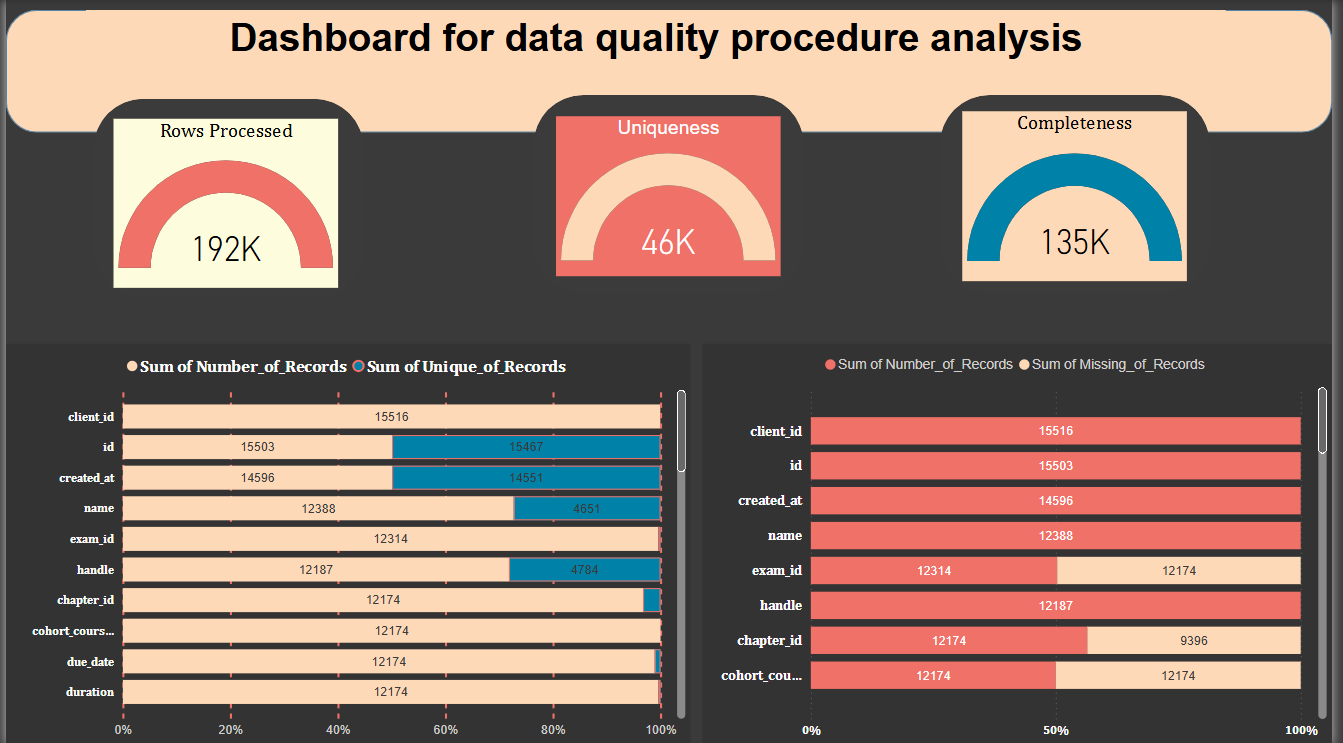 Dashboard for data quality procedure analysis
Rows Processed
192K
Uniqueness
46K
Completeness
135K
Sum of Number_of_Records Sum of Unique_of_Records
client_id 15516
id 15503 15467
created_at 14596 14551
name 12388 4651
exam_id 12314
handle 12187 4784
chapter_id 12174
cohort_cours... 12174
due_date 12174
duration 12174
0% 20% 40% 60% 80% 100%
Sum of Number_of_Records Sum of Missing_of_Records
client_id 15516
id 15503
created_at 14596
name 12388
exam_id 12314 12174
handle 12187
chapter_id 12174 9396
cohort_cou... 12174 12174
0% 50% 100%